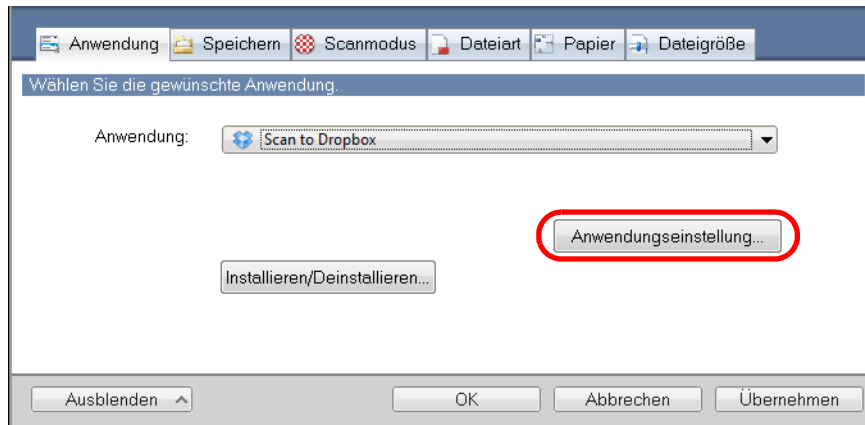 Anwendung Speichern Scanmodus Dateiart Papier Dateigröße
Wählen Sie die gewünschte Anwendung.
Anwendung: Scan to Dropbox
Anwendungseinstellung...
Installieren/Deinstallieren...
Ausblenden OK Abbrechen Übernehmen